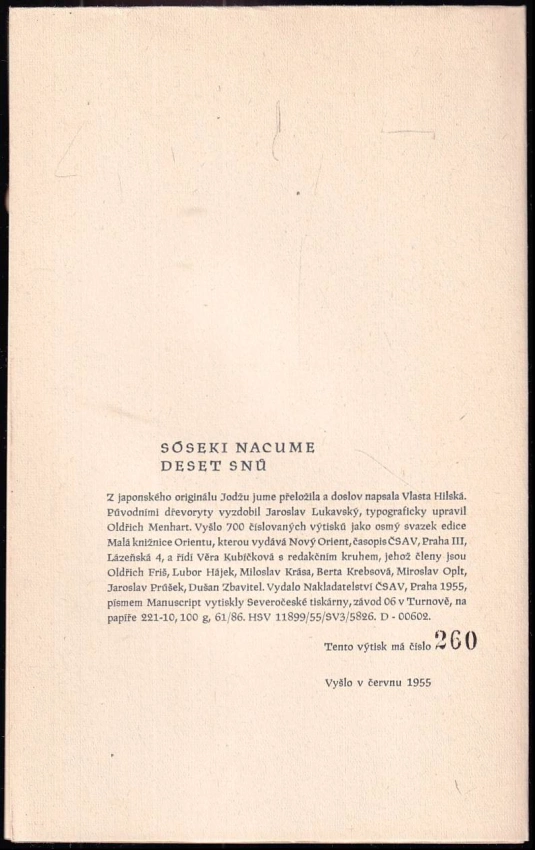 SÓSEKI NACUME
DESET SNŮ
Z japonského originálu Jodžu jume přeložila a doslov napsala Vlasta Hilská.
Původními dřevoryty vyzdobil Jaroslav Lukavský, typograficky upravil
Oldřich Menhart. Vyšlo 700 číslovaných výtisků jako osmý svazek edice
Malá knižnice Orientu, kterou vydává Nový Orient, časopis ČSAV, Praha III,
Lázeňská 4, a řídí Věra Kubíčková s redakčním kruhem, jehož členy jsou
Oldřich Friš, Lubor Hájek, Miloslav Krása, Berta Krebsová, Miroslav Oplt,
Jaroslav Průšek, Dušan Zbavitel. Vydalo Nakladatelství ČSAV, Praha 1955,
písmem Manuscript vytiskly Severočeské tiskárny, závod 06 v Turnově, na
papíře 221-10, 100 g, 61/86. HSV 11899/55/SV3/5826. D - 00602.
Tento výtisk má číslo 260
Vyšlo v červnu 1955